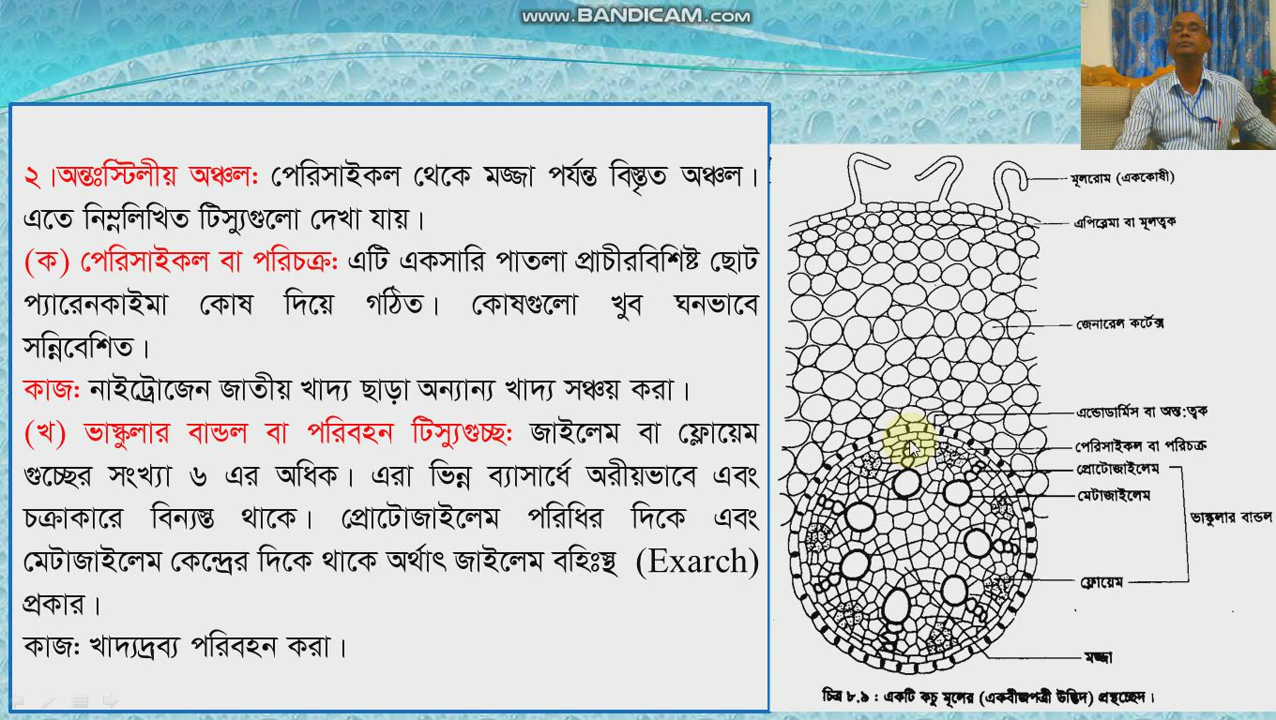 WWW.BANDICAM.COM
২।অন্তঃস্টিলীয় অঞ্চল: পেরিসাইকল থেকে মজ্জা পর্যন্ত বিস্তৃত অঞ্চল।
এতে নিম্নলিখিত টিস্যুগুলো দেখা যায়।
(ক) পেরিসাইকল বা পরিচক্র: এটি একসারি পাতলা প্রাচীরবিশিষ্ট ছোট
প্যারেনকাইমা কোষ দিয়ে গঠিত। কোষগুলো খুব ঘনভাবে
সন্নিবেশিত।
কাজ: নাইট্রোজেন জাতীয় খাদ্য ছাড়া অন্যান্য খাদ্য সঞ্চয় করা।
(খ) ভাস্কুলার বান্ডল বা পরিবহন টিস্যুগুচ্ছ: জাইলেম বা ফ্লোয়েম
গুচ্ছের সংখ্যা ৬ এর অধিক। এরা ভিন্ন ব্যাসার্ধে অরীয়ভাবে এবং
চক্রাকারে বিন্যস্ত থাকে। প্রোটোজাইলেম পরিধির দিকে এবং
মেটাজাইলেম কেন্দ্রের দিকে থাকে অর্থাৎ জাইলেম বহিঃস্থ (Exarch)
প্রকার।
কাজ: খাদ্যদ্রব্য পরিবহন করা।
মূলরোম (এককোষী)
এপিব্লেমা বা মূলত্বক
জেনারেল কর্টেক্স
এন্ডোডার্মিস বা অন্ত:ত্বক
পেরিসাইকল বা পরিচক্র
প্রোটোজাইলেম
মেটাজাইলেম
ভাস্কুলার বান্ডল
ফ্লোয়েম
মজ্জা
চিত্র ৮.৯ : একটি কচু মূলের (একবীজপত্রী উদ্ভিদ) প্রস্থচ্ছেদ।